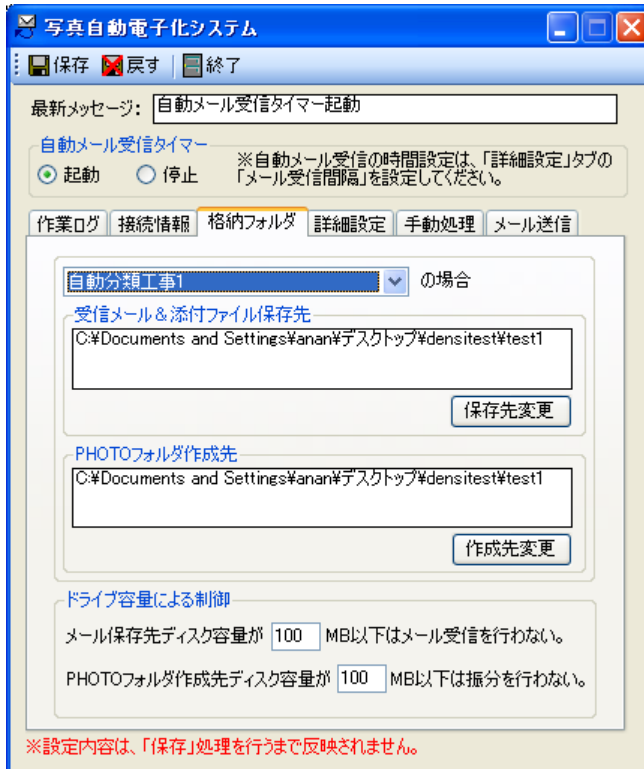 写真自動電子化システム
保存 戻す 終了
最新メッセージ: 自動メール受信タイマー起動
自動メール受信タイマー
起動 停止 ※自動メール受信の時間設定は、「詳細設定」タブの
「メール受信間隔」を設定してください。
作業ログ 接続情報 格納フォルダ 詳細設定 手動処理 メール送信
自動分類工事1 の場合
受信メール&添付ファイル保存先
C:¥Documents and Settings¥anan¥デスクトップ¥densitest¥test1
保存先変更
PHOTOフォルダ作成先
C:¥Documents and Settings¥anan¥デスクトップ¥densitest¥test1
作成先変更
ドライブ容量による制御
メール保存先ディスク容量が 100 MB以下はメール受信を行わない。
PHOTOフォルダ作成先ディスク容量が 100 MB以下は振分を行わない。
※設定内容は、「保存」処理を行うまで反映されません。